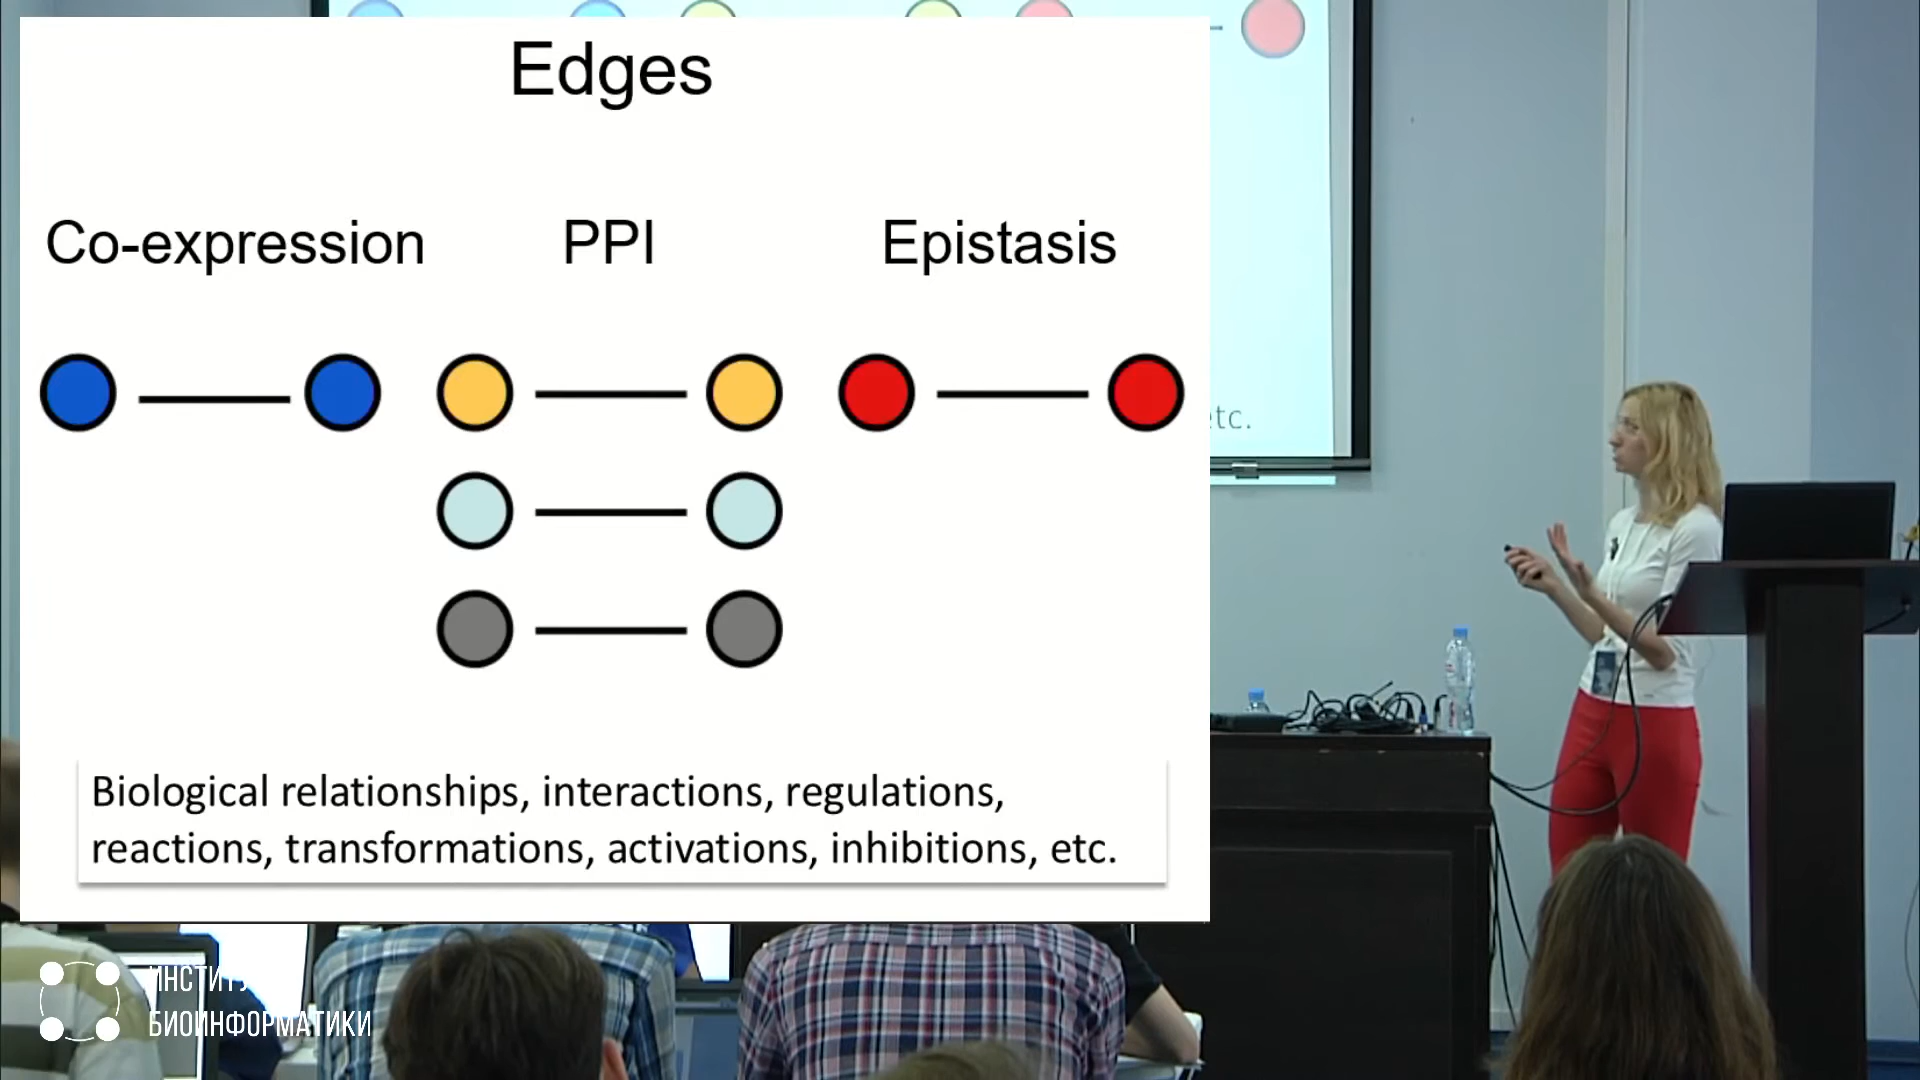 Edges
Co-expression PPI Epistasis
Biological relationships, interactions, regulations,
reactions, transformations, activations, inhibitions, etc.
etc.
БИОИНФОРМАТИКИ